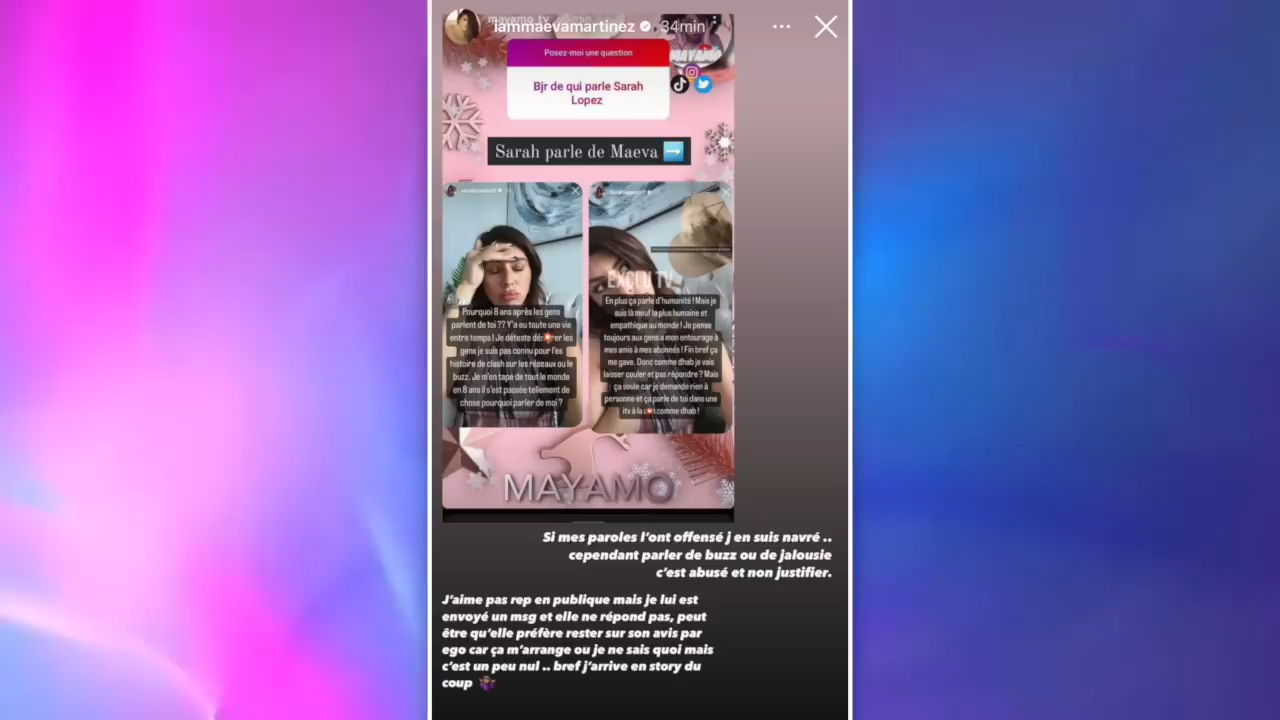 mayamo_tv
iammaevamartinez 34min
Posez-moi une question
MAYAMO
Bjr de qui parle Sarah
Lopez
Sarah parle de Maeva ➡️
Pourquoi 8 ans après les gens
parlent de toi ?? Y'a eu toute une vie
entre temps ! Je déteste dén💥rer les
gens je suis pas connu pour l'es
histoire de clash sur les réseaux ou le
buzz. Je m'en tape de tout le monde
en 8 ans il s'est passée tellement de
chose pourquoi parler de moi ?
EXCLU TV
En plus ça parle d'humanité ! Mais je
suis là meuf la plus humaine et
empathique au monde ! Je pense
toujours aux gens a mon entourage à
mes amis à mes abonnés ! Fin bref ça
me gave. Donc comme dhab je vais
laisser couler et pas répondre ? Mais
ça soule car je demande rien à
personne et ça parle de toi dans une
itv à la c💥n comme dhab !
MAYAMO
Si mes paroles l'ont offensé j en suis navré ..
cependant parler de buzz ou de jalousie
c'est abusé et non justifier.
J'aime pas rep en publique mais je lui est
envoyé un msg et elle ne répond pas, peut
être qu'elle préfère rester sur son avis par
ego car ça m'arrange ou je ne sais quoi mais
c'est un peu nul .. bref j'arrive en story du
coup 🤷🏾‍♀️